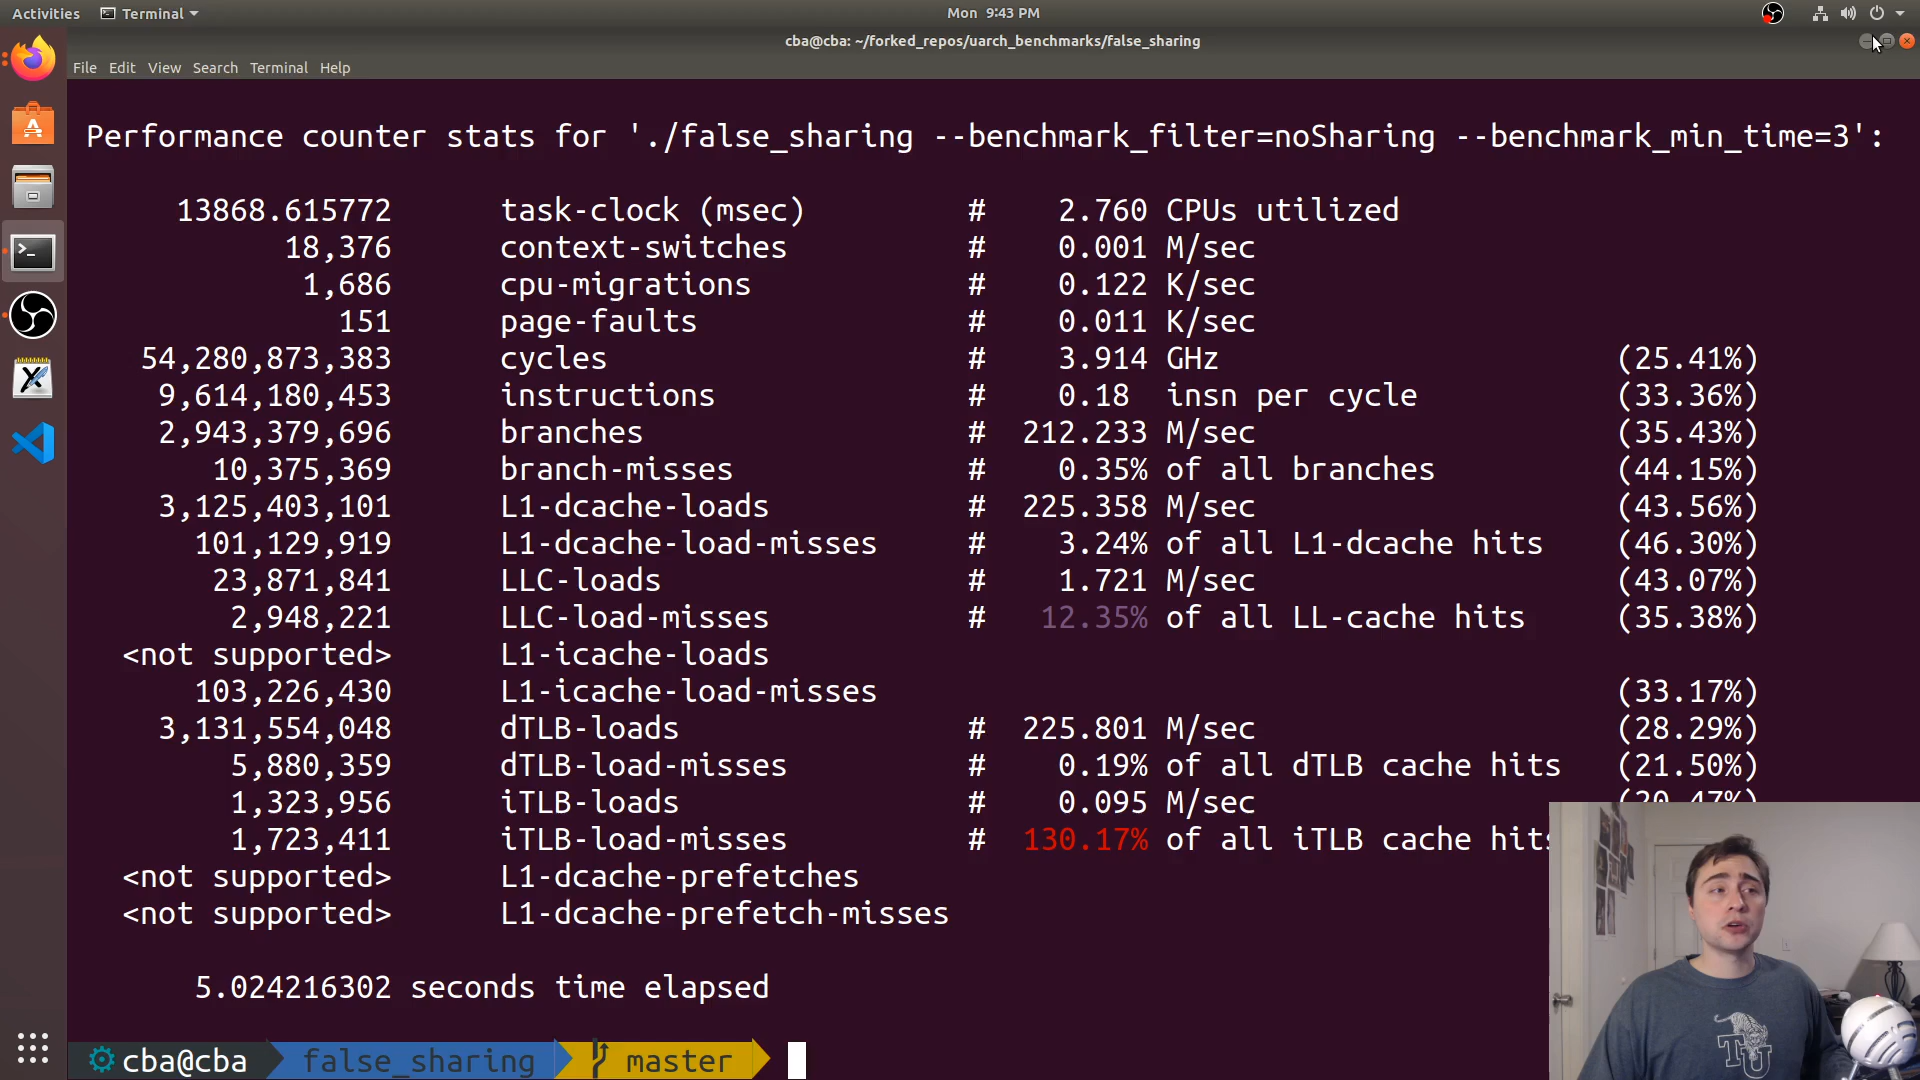 Activities Terminal Mon 9:43 PM
cba@cba: ~/forked_repos/uarch_benchmarks/false_sharing
File Edit View Search Terminal Help
Performance counter stats for './false_sharing --benchmark_filter=noSharing --benchmark_min_time=3':
13868.615772 task-clock (msec) # 2.760 CPUs utilized
18,376 context-switches # 0.001 M/sec
1,686 cpu-migrations # 0.122 K/sec
151 page-faults # 0.011 K/sec
54,280,873,383 cycles # 3.914 GHz (25.41%)
9,614,180,453 instructions # 0.18 insn per cycle (33.36%)
2,943,379,696 branches # 212.233 M/sec (35.43%)
10,375,369 branch-misses # 0.35% of all branches (44.15%)
3,125,403,101 L1-dcache-loads # 225.358 M/sec (43.56%)
101,129,919 L1-dcache-load-misses # 3.24% of all L1-dcache hits (46.30%)
23,871,841 LLC-loads # 1.721 M/sec (43.07%)
2,948,221 LLC-load-misses # 12.35% of all LL-cache hits (35.38%)
<not supported> L1-icache-loads
103,226,430 L1-icache-load-misses (33.17%)
3,131,554,048 dTLB-loads # 225.801 M/sec (28.29%)
5,880,359 dTLB-load-misses # 0.19% of all dTLB cache hits (21.50%)
1,323,956 iTLB-loads # 0.095 M/sec (20.47%)
1,723,411 iTLB-load-misses # 130.17% of all iTLB cache hits
<not supported> L1-dcache-prefetches
<not supported> L1-dcache-prefetch-misses
5.024216302 seconds time elapsed
cba@cba false_sharing master
TU